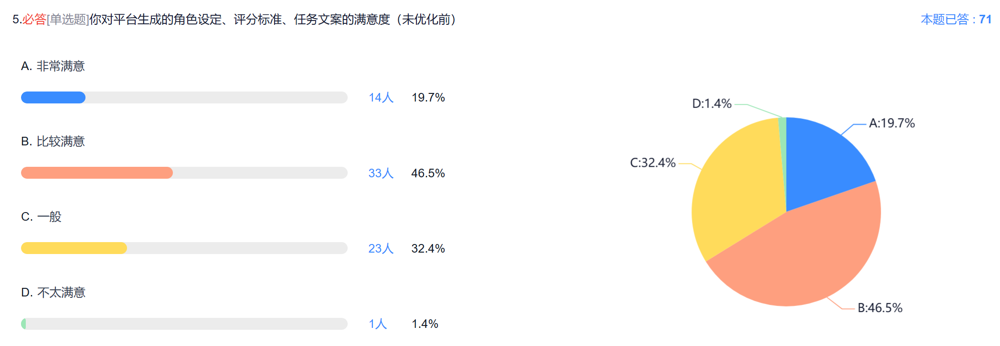 5.必答[单选题]你对平台生成的角色设定、评分标准、任务文案的满意度（未优化前）
本题已答：71
A. 非常满意
14人 19.7%
B. 比较满意
33人 46.5%
C. 一般
23人 32.4%
D. 不太满意
1人 1.4%
D:1.4%
A:19.7%
C:32.4%
B:46.5%